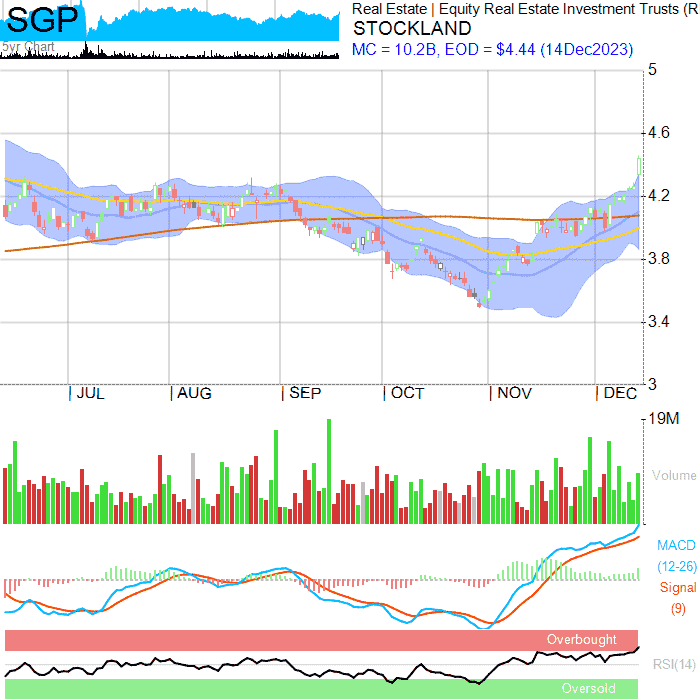 SGP
5yr Chart
Real Estate | Equity Real Estate Investment Trusts (R
STOCKLAND
MC = 10.2B, EOD = $4.44 (14Dec2023)
5
4.6
4.2
3.8
3.4
3
| JUL | AUG | SEP | OCT | NOV | DEC
19M
Volume
MACD
(12-26)
Signal
(9)
Overbought
RSI(14)
Oversold